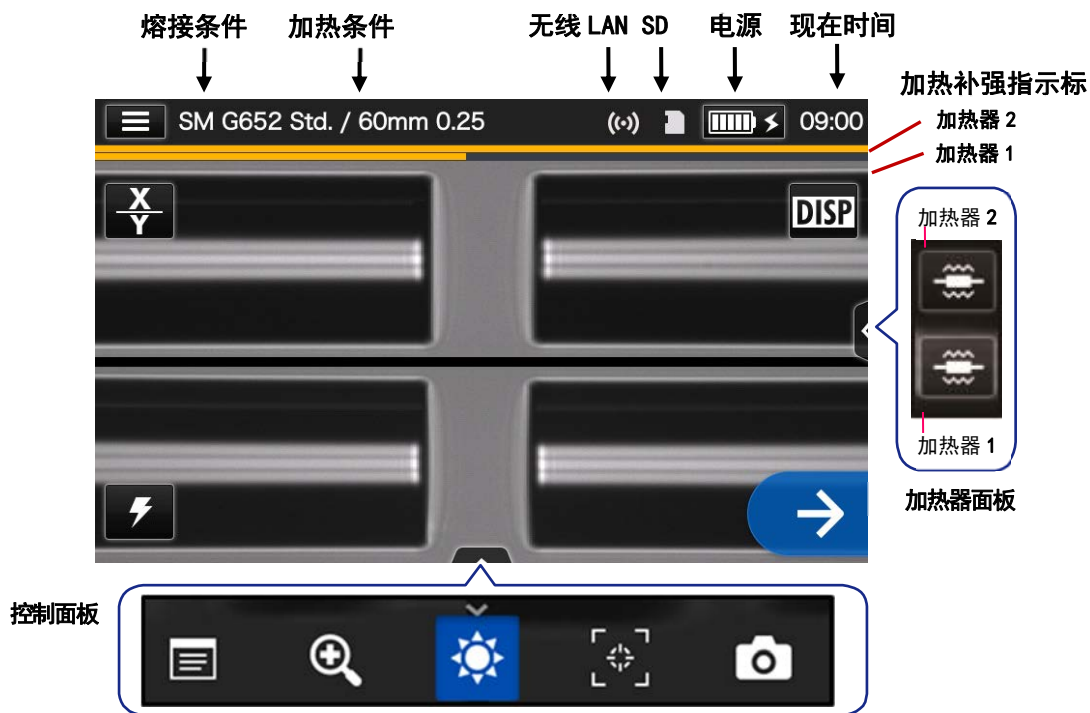 熔接条件 加热条件 无线 LAN SD 电源 现在时间
加热补强指示标
SM G652 Std. / 60mm 0.25 09:00
加热器 2
加热器 1
X
Y
DISP
加热器 2
加热器 1
加热器面板
控制面板